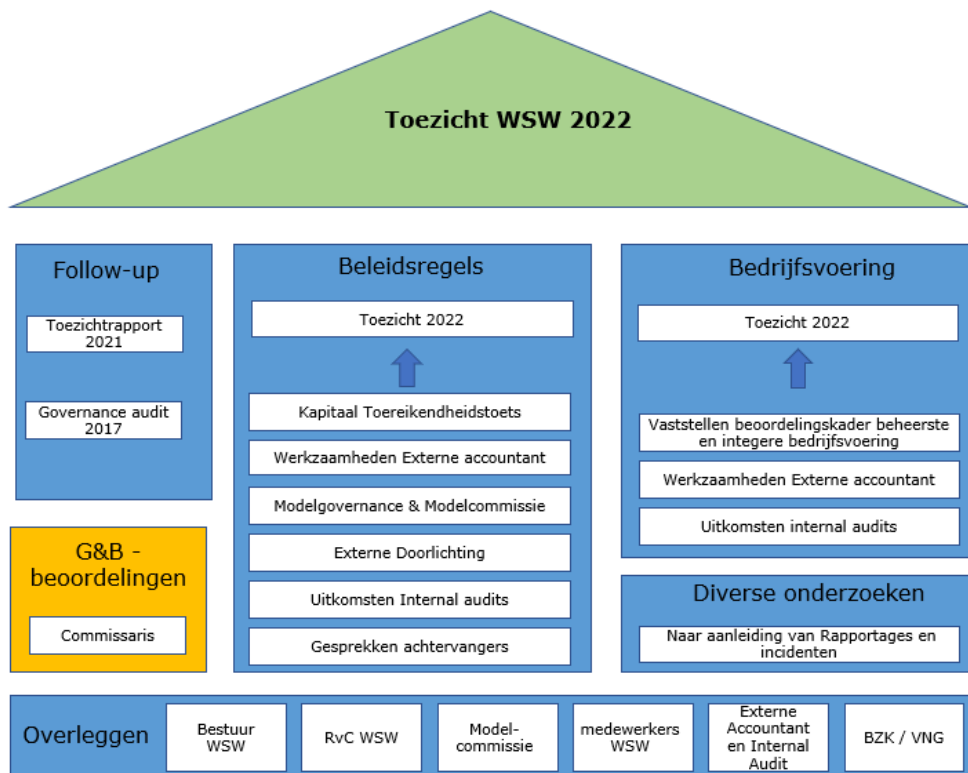 Toezicht WSW 2022
Follow-up
Toezichtrapport
2021
Governance audit
2017
G&B -
beoordelingen
Commissaris
Beleidsregels
Toezicht 2022
Kapitaal Toereikendheidstoets
Werkzaamheden Externe accountant
Modelgovernance & Modelcommissie
Externe Doorlichting
Uitkomsten Internal audits
Gesprekken achtervangers
Bedrijfsvoering
Toezicht 2022
Vaststellen beoordelingskader beheerste
en integere bedrijfsvoering
Werkzaamheden Externe accountant
Uitkomsten internal audits
Diverse onderzoeken
Naar aanleiding van Rapportages en
incidenten
Overleggen
Bestuur
WSW
RvC WSW
Model-
commissie
medewerkers
WSW
Externe
Accountant
en Internal
Audit
BZK / VNG